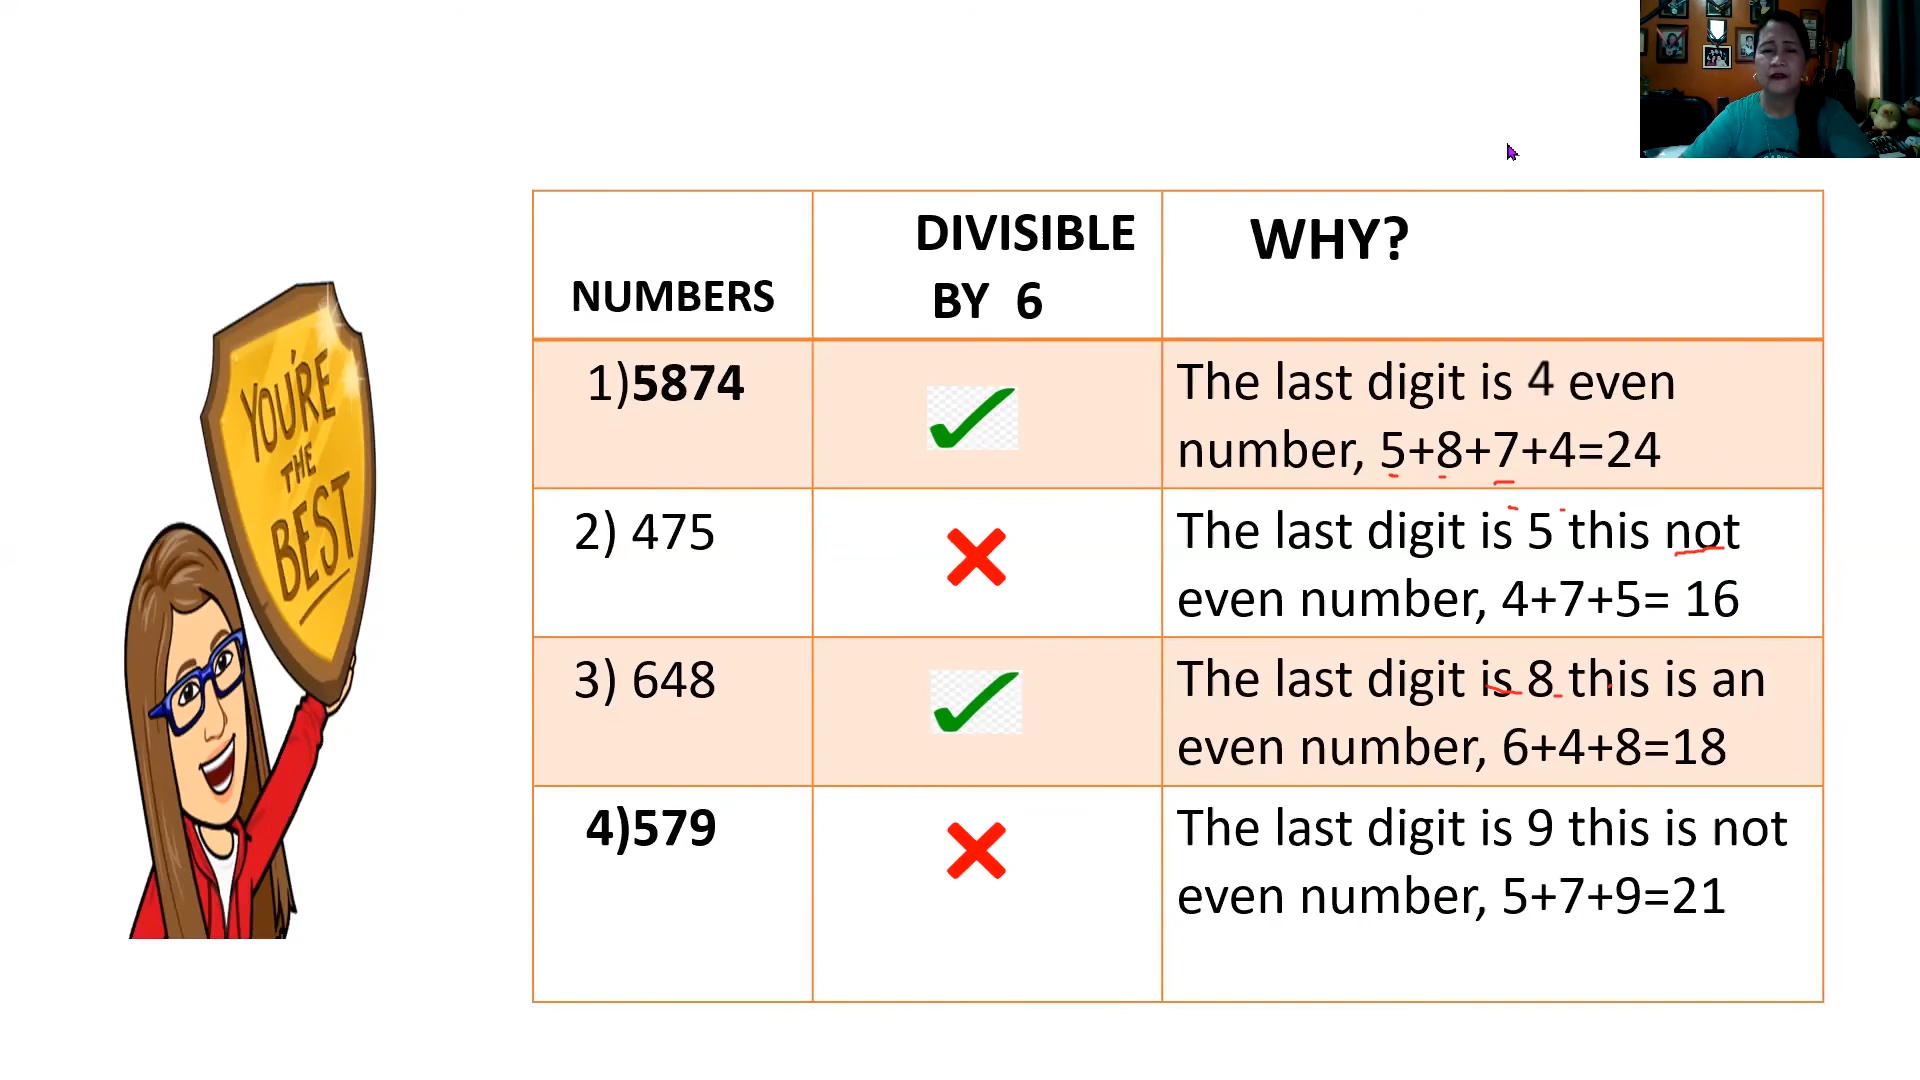 YOU'RE
THE
BEST
NUMBERS
DIVISIBLE
BY 6
WHY?
1)5874
The last digit is 4 even
number, 5+8+7+4=24
2) 475
The last digit is 5 this not
even number, 4+7+5= 16
3) 648
The last digit is 8 this is an
even number, 6+4+8=18
4)579
The last digit is 9 this is not
even number, 5+7+9=21